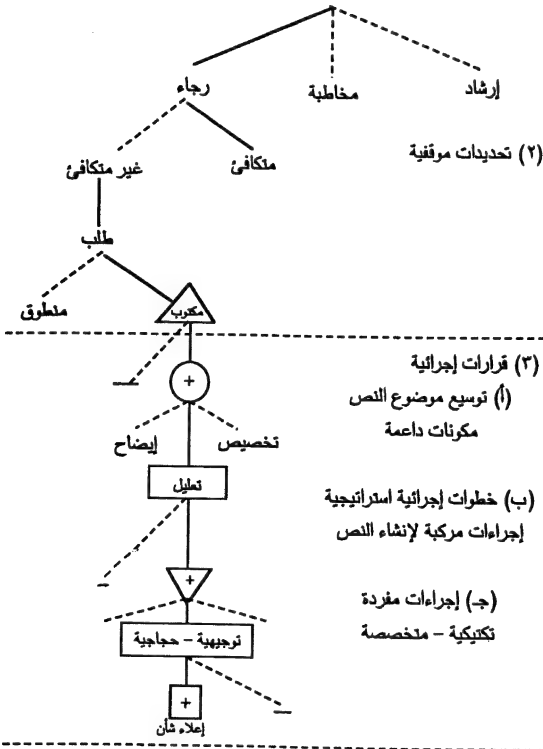 إرشاد
مخاطبة
رجاء
(٢) تحديدات موقفية
متكافئ
غير متكافئ
طلب
منطوق
مكتوب
(٣) قرارات إجرائية
(أ) توسيع موضوع النص
مكونات داعمة
+
تخصيص
إيضاح
تعليل
(ب) خطوات إجرائية استراتيجية
إجراءات مركبة لإنشاء النص
+
(جـ) إجراءات مفردة
تكتيكية – متخصصة
توجيهية – حجاجية
+
إعلاء شأن